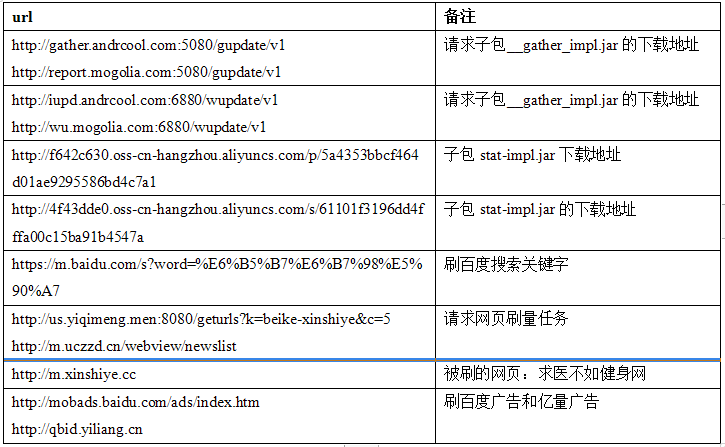 url 备注
http://gather.andrcool.com:5080/gupdate/v1 请求子包__gather_impl.jar 的下载地址
http://report.mogolia.com:5080/gupdate/v1
http://iupd.andrcool.com:6880/wupdate/v1 请求子包__gather_impl.jar 的下载地址
http://wu.mogolia.com:6880/wupdate/v1
http://f642c630.oss-cn-hangzhou.aliyuncs.com/p/5a4353bbcf464 子包 stat-impl.jar 下载地址
d01ae9295586bd4c7a1
http://4f43dde0.oss-cn-hangzhou.aliyuncs.com/s/61101f3196dd4f 子包 stat-impl.jar 的下载地址
ffa00c15ba91b4547a
https://m.baidu.com/s?word=%E6%B5%B7%E6%B7%98%E5% 刷百度搜索关键字
90%A7
http://us.yiqimeng.men:8080/geturls?k=beike-xinshiye&c=5 请求网页刷量任务
http://m.uczzd.cn/webview/newslist
http://m.xinshiye.cc 被刷的网页：求医不如健身网
http://mobads.baidu.com/ads/index.htm 刷百度广告和亿量广告
http://qbid.yiliang.cn